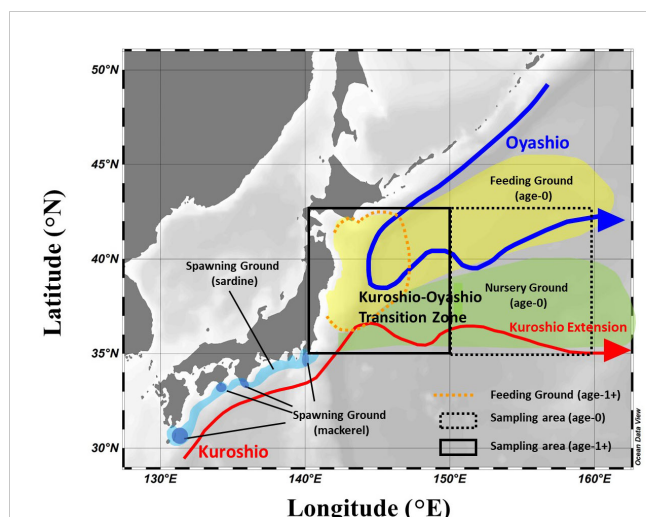 50°N
45°N
40°N
35°N
30°N
Latitude (°N)
Oyashio
Feeding Ground
(age-0)
Spawning Ground
(sardine)
Kuroshio-Oyashio
Transition Zone
Nursery Ground
(age-0)
Kuroshio Extension
Spawning Ground
(mackerel)
Kuroshio
Feeding Ground (age-1+)
Sampling area (age-0)
Sampling area (age-1+)
Ocean Data View
130°E
140°E
150°E
160°E
Longitude (°E)